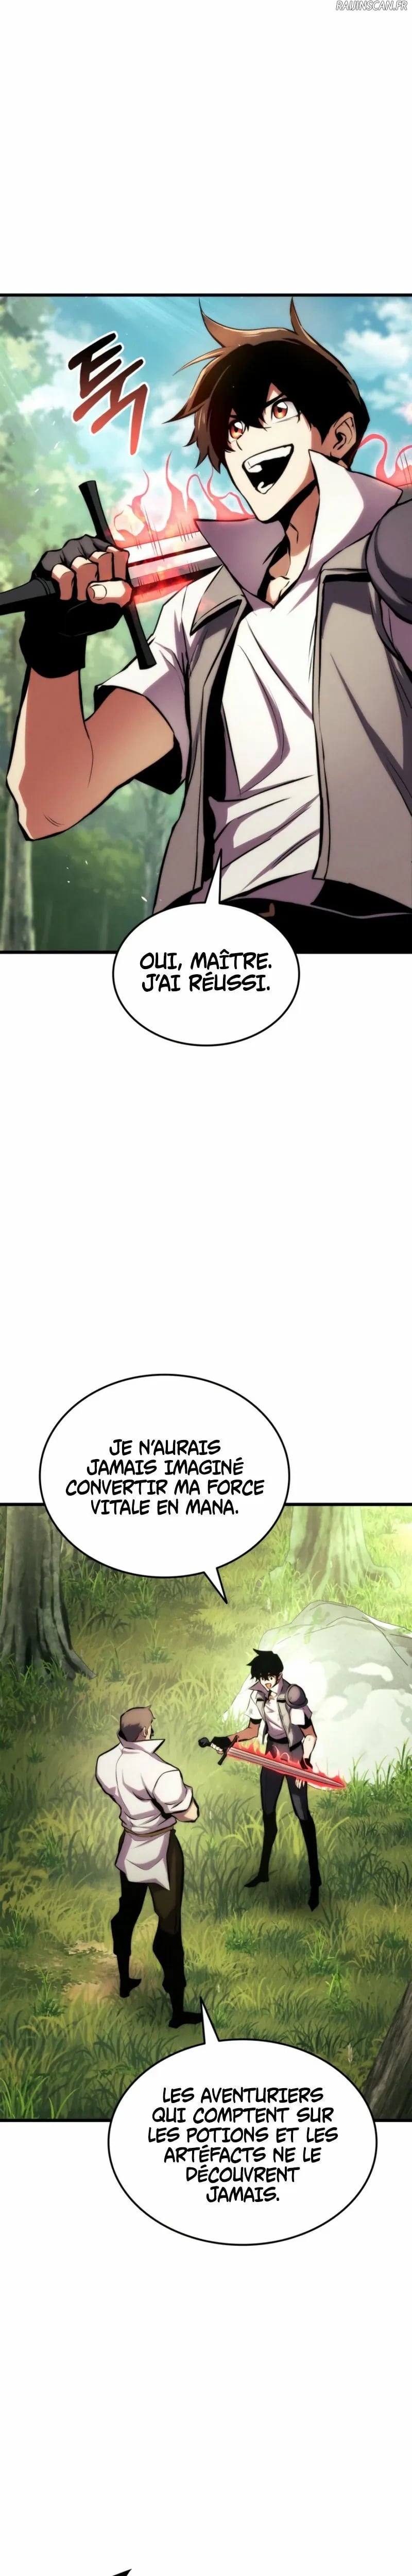 RAIJINSCAN.FR
툭
OUI, MAÎTRE.
J'AI RÉUSSI.
JE N'AURAIS
JAMAIS IMAGINÉ
CONVERTIR MA FORCE
VITALE EN MANA.
LES AVENTURIERS
QUI COMPTENT SUR
LES POTIONS ET LES
ARTÉFACTS NE LE
DÉCOUVRENT
JAMAIS.